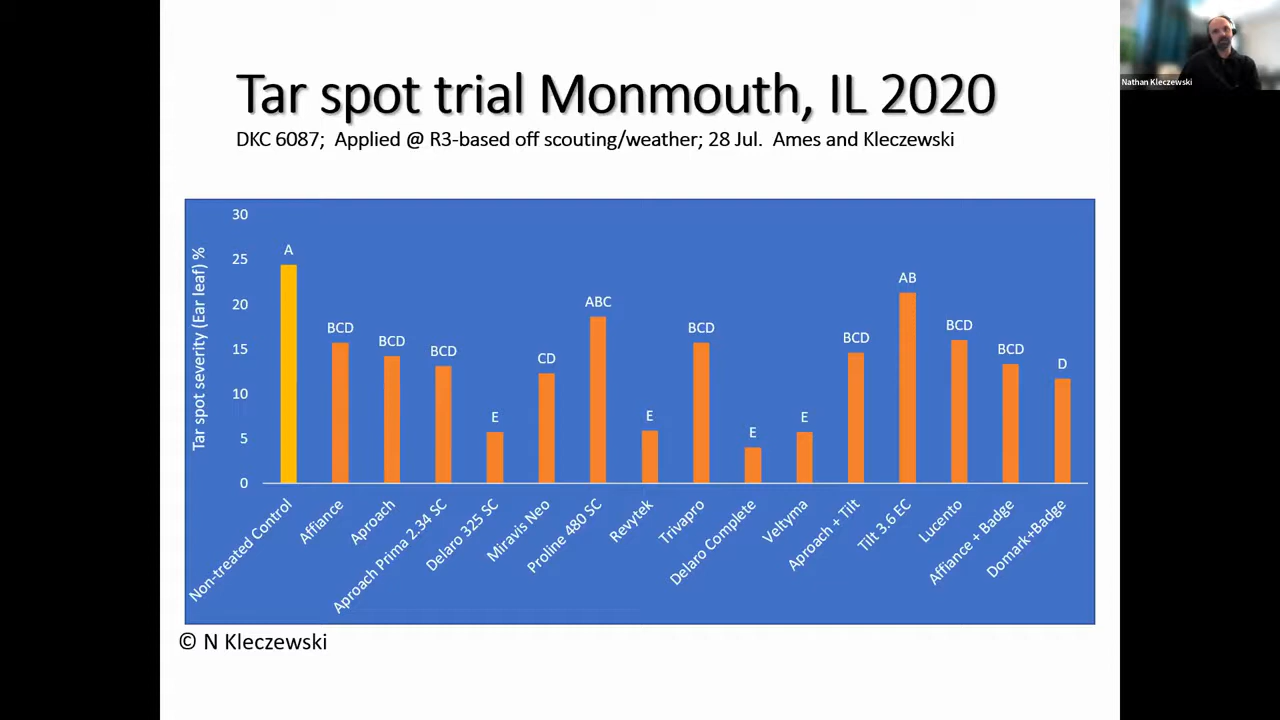 Tar spot trial Monmouth, IL 2020
DKC 6087; Applied @ R3-based off scouting/weather; 28 Jul. Ames and Kleczewski
Nathan Kleczewski
Tar spot severity (Ear leaf) %
30
25
20
15
10
5
0
A
BCD
BCD
BCD
E
CD
ABC
E
BCD
E
E
BCD
AB
BCD
BCD
D
Non-treated Control
Affiance
Aproach
Aproach Prima 2.34 SC
Delaro 325 SC
Miravis Neo
Proline 480 SC
Revytek
Trivapro
Delaro Complete
Veltyma
Aproach + Tilt
Tilt 3.6 EC
Lucento
Affiance + Badge
Domark+Badge
© N Kleczewski